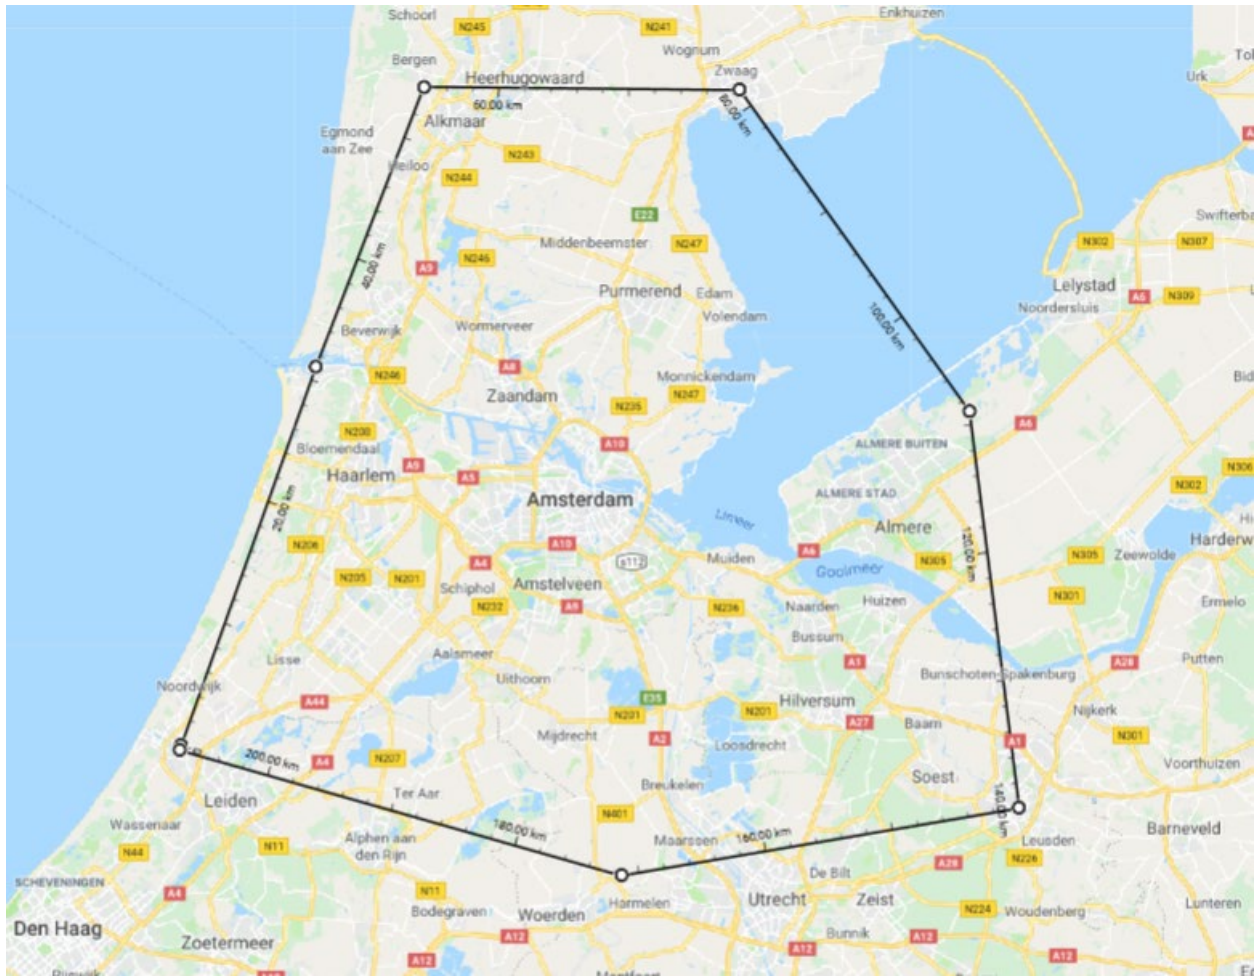 Schoorl
N245
N241
Enkhuizen
Wognum
Bergen
Zwaag
Heerhugowaard
Urk
60.00 km
80.00 km
Alkmaar
Egmond
aan Zee
Heiloo
N243
N244
E22
Swifterba
Middenbeemster
N247
N302
N307
N246
A9
40.00 km
Lelystad
Purmerend
Edam
A6
N309
Noordersluis
Volendam
100.00 km
Beverwijk
Wormerveer
A8
N246
Monnickendam
Zaandam
N247
N235
A6
N200
Bloemendaal
A10
ALMERE BUITEN
Haarlem
A9
A5
N306
N302
ALMERE STAD
Amsterdam
20.00 km
IJmeer
Almere
120.00 km
Harderw
N206
A10
A6
N305
N305
Zeewolde
A4
s112
Muiden
Gooimeer
N205
N201
Schiphol
Amstelveen
N232
A9
N236
Naarden
Huizen
N301
Ermelo
Bussum
Lisse
Aalsmeer
A1
A28
Putten
Uithoorn
Bunschoten-Spakenburg
Noordwijk
A44
E35
Hilversum
N201
N201
A27
Baarn
Nijkerk
N301
Mijdrecht
A2
Loosdrecht
A1
200.00 km
A4
N207
Voorthuizen
Breukelen
Soest
Leiden
Ter Aar
140.00 km
N401
Wassenaar
180.00 km
160.00 km
Barneveld
N44
N11
Alphen aan
den Rijn
Maarssen
Leusden
A28
N226
De Bilt
SCHEVENINGEN
A4
N11
Utrecht
Zeist
Harmelen
Lunteren
Bodegraven
Woerden
N224
Woudenberg
Den Haag
Zoetermeer
A12
A12
Bunnik
A12
A12
A12
Rijswijk